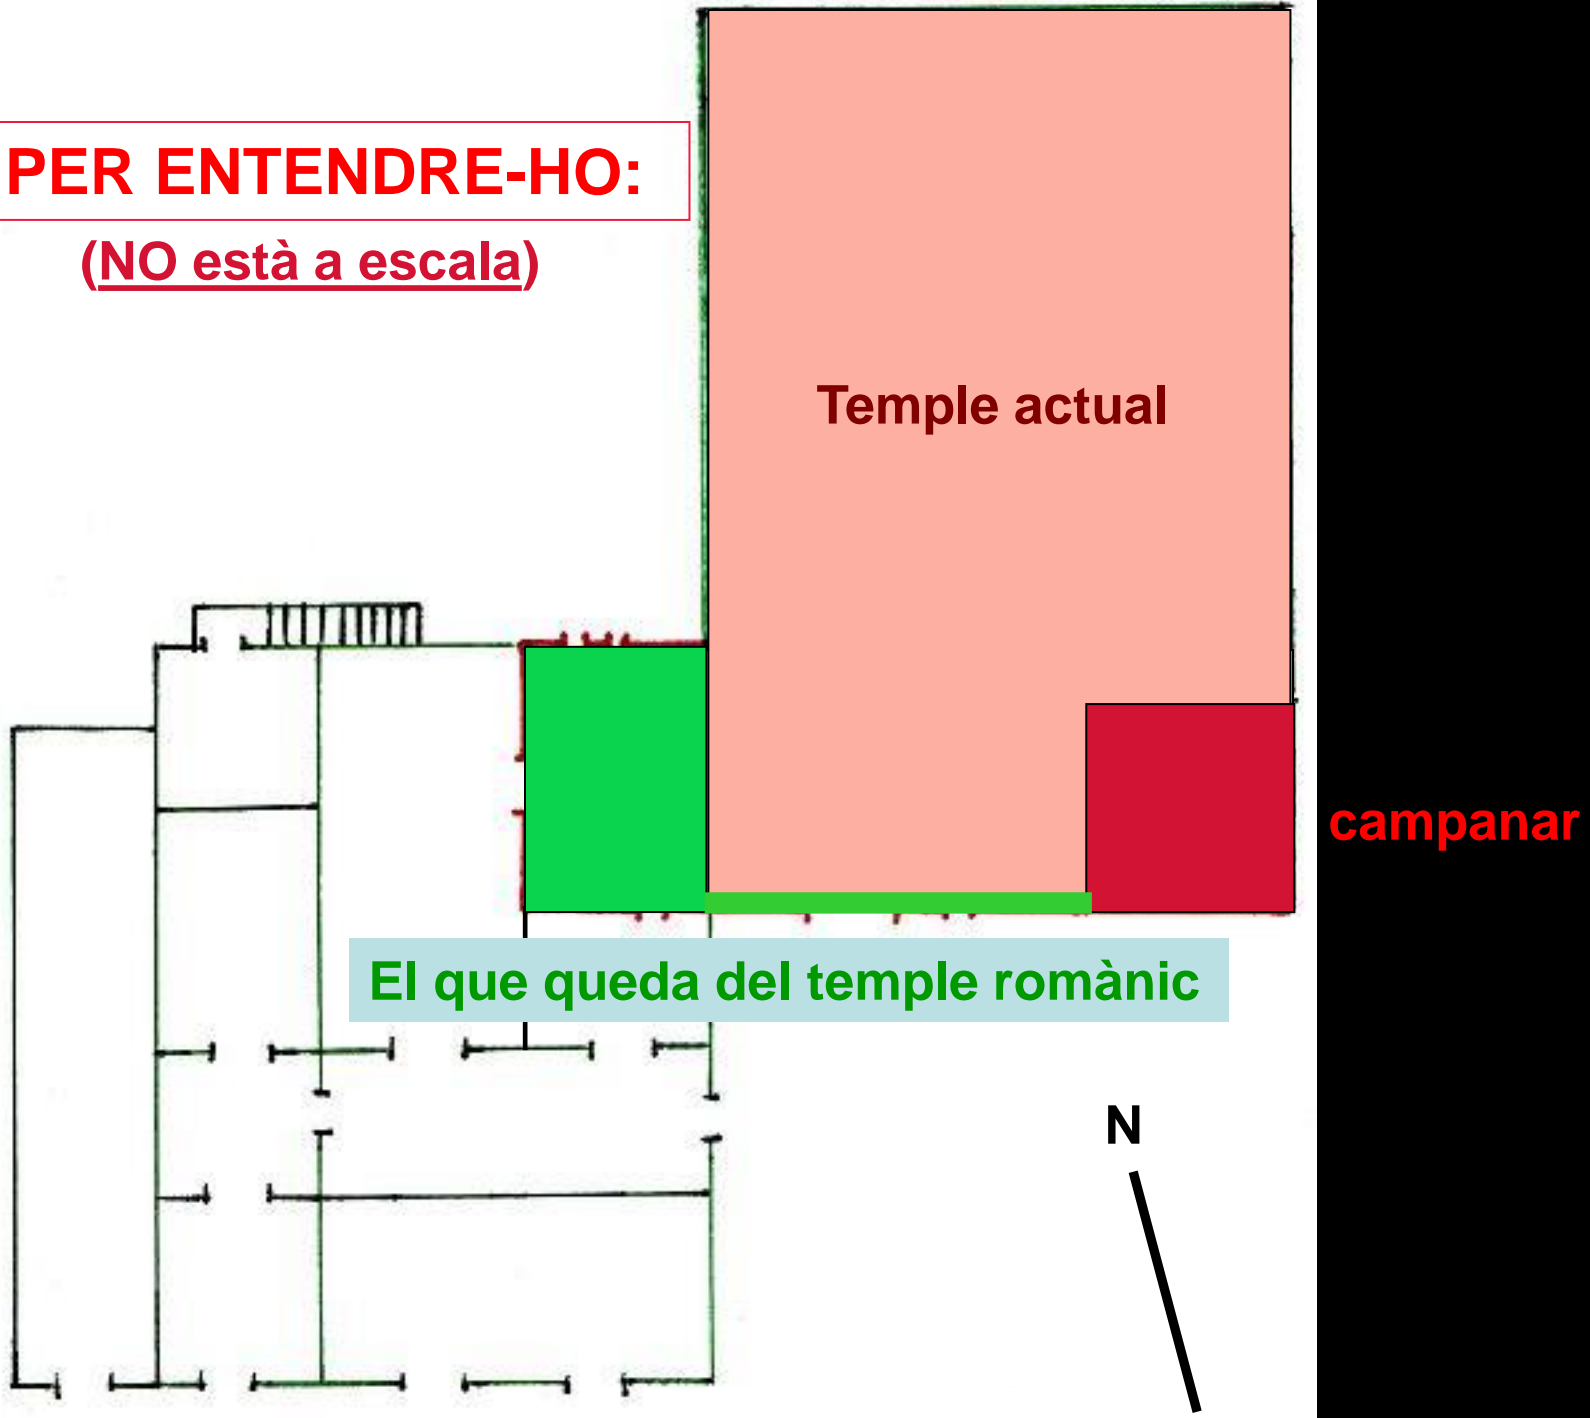 PER ENTENDRE-HO:
(NO està a escala)
Temple actual
campanar
El que queda del temple romànic
N